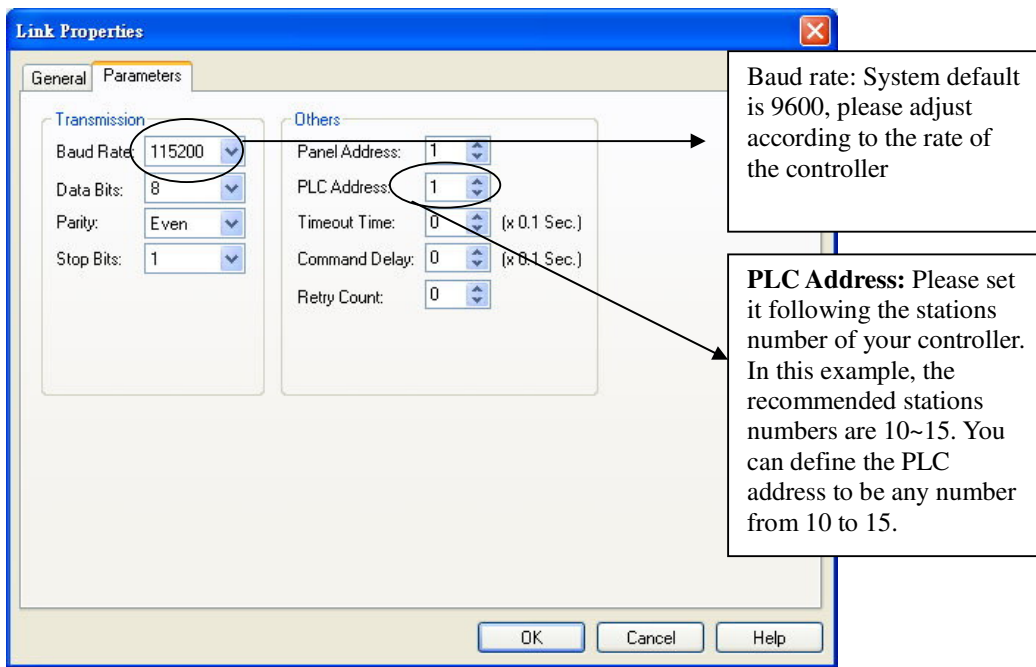 Link Properties
General Parameters
Transmission
Baud Rate: 115200
Data Bits: 8
Parity: Even
Stop Bits: 1
Others
Panel Address: 1
PLC Address: 1
Timeout Time: 0 (x 0.1 Sec.)
Command Delay: 0 (x 0.1 Sec.)
Retry Count: 0
OK Cancel Help
Baud rate: System default
is 9600, please adjust
according to the rate of
the controller
PLC Address: Please set
it following the stations
number of your controller.
In this example, the
recommended stations
numbers are 10~15. You
can define the PLC
address to be any number
from 10 to 15.